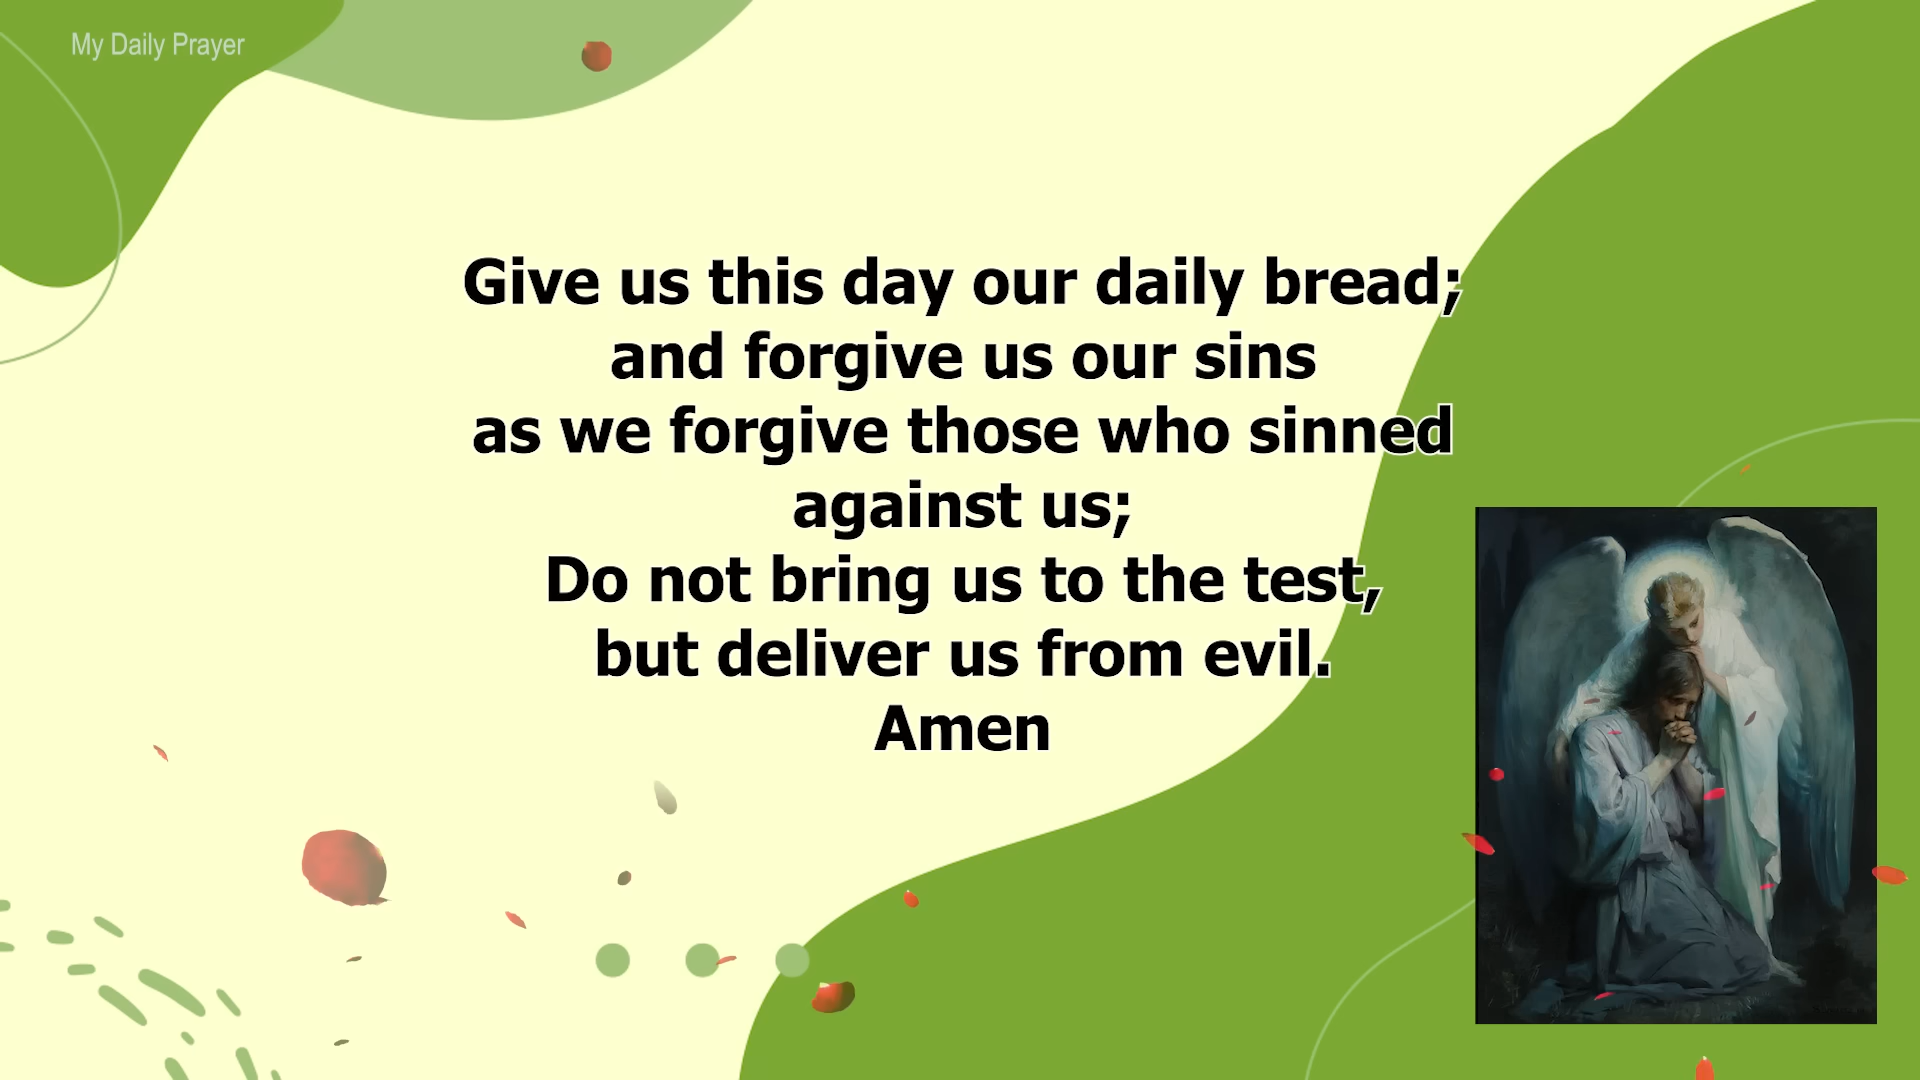 My Daily Prayer
Give us this day our daily bread;
and forgive us our sins
as we forgive those who sinned
against us;
Do not bring us to the test,
but deliver us from evil.
Amen